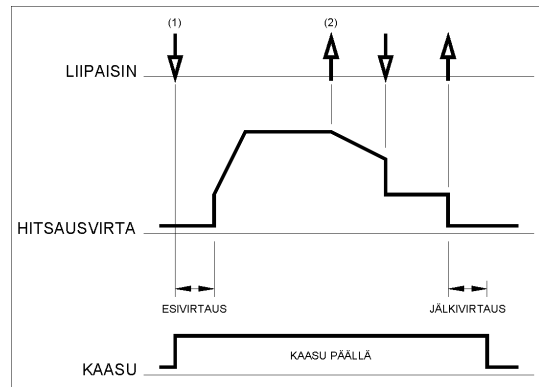 (1) (2)
LIIPAISIN
HITSAUSVIRTA
ESIVIRTAUS JÄLKIVIRTAUS
KAASU PÄÄLLÄ
KAASU